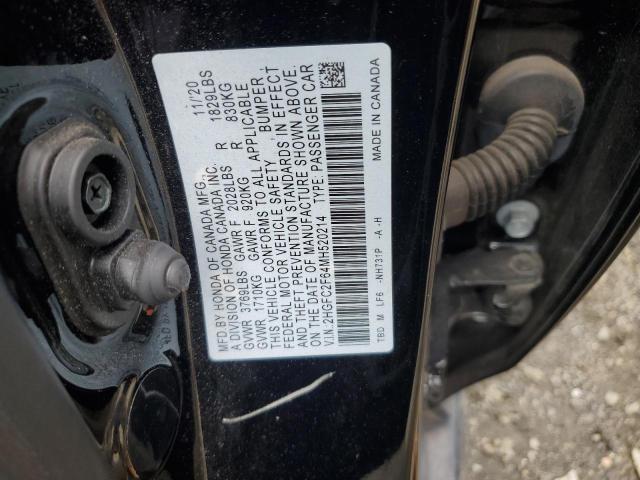 MFD.BY HONDA OF CANADA MFG., 11/20
A DIVISION OF HONDA CANADA INC.
GVWR 3769LBS GAWR F 2028LBS R 1829LBS
GVWR 1710KG GAWR F 920KG R 830KG
THIS VEHICLE CONFORMS TO ALL APPLICABLE
FEDERAL MOTOR VEHICLE SAFETY, BUMPER,
AND THEFT PREVENTION STANDARDS IN EFFECT
ON THE DATE OF MANUFACTURE SHOWN ABOVE.
V.I.N.:2HGFC2F64MH520214 TYPE: PASSENGER CAR
TBD M LF6 -NH731P -A -H MADE IN CANADA